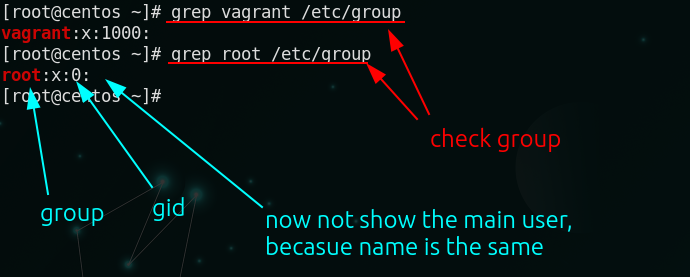 [root@centos ~]# grep vagrant /etc/group
vagrant:x:1000:
[root@centos ~]# grep root /etc/group
root:x:0:
[root@centos ~]#
check group
group
gid
now not show the main user,
becasue name is the same